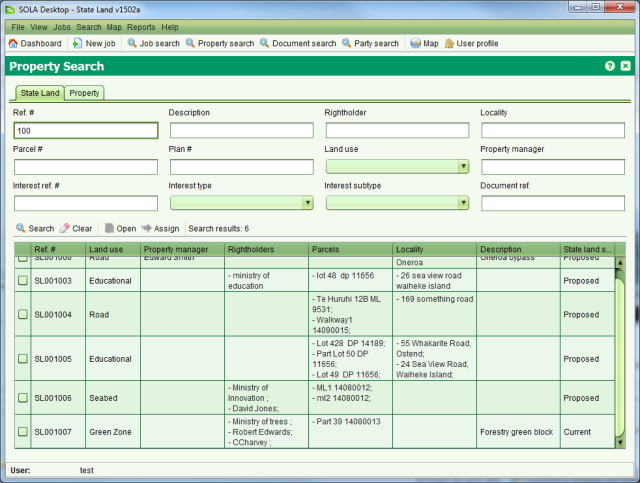 SOLA Desktop - State Land v1502a
File View Jobs Search Map Reports Help
Dashboard New job Job search Property search Document search Party search Map User profile
Property Search
State Land Property
Ref. # Description Rightholder Locality
100
Parcel # Plan # Land use Property manager
Interest ref. # Interest type Interest subtype Document ref.
Search Clear Open Assign Search results: 6
Ref. # Land use Property manager Rightholders Parcels Locality Description State land s...
SL001002 Road Edward Smith Oneroa Oneroa bypass Proposed
SL001003 Educational - ministry of education - lot 48 dp 11656 - 26 sea view road waiheke island Proposed
SL001004 Road - Te Huruhi 12B ML 9531; - Walkway1 14090015; - 169 something road Proposed
SL001005 Educational - Lot 428 DP 14189; - Part Lot 50 DP 11656; - Lot 49 DP 11656; - 55 Whakarite Road, Ostend; - 24 Sea View Road, Waiheke Island; Proposed
SL001006 Seabed - Ministry of Innovation ; - David Jones; - ML1 14080012; - ml2 14080012; Proposed
SL001007 Green Zone - Ministry of trees ; - Robert Edwards; - CCharvey ; - Part 39 14080013 Forestry green block Current
User: test